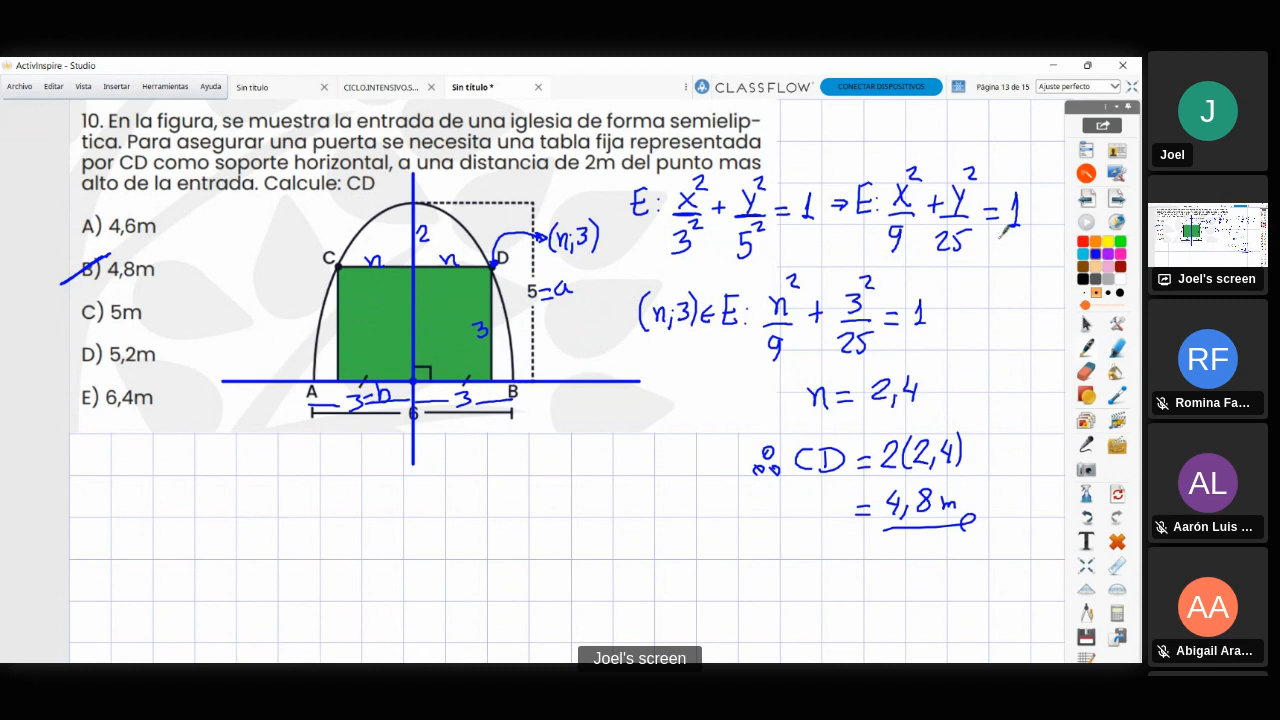 ActivInspire - Studio
Archivo Editar Vista Insertar Herramientas Ayuda
Sin título
CICLO.INTENSIVO.S...
Sin título *
CLASSFLOW
CONECTAR DISPOSITIVOS
Página 13 de 15
Ajuste perfecto
10. En la figura, se muestra la entrada de una iglesia de forma semielip-
tica. Para asegurar una puerta se necesita una tabla fija representada
por CD como soporte horizontal, a una distancia de 2m del punto mas
alto de la entrada. Calcule: CD
A) 4,6m
B) 4,8m
C) 5m
D) 5,2m
E) 6,4m
2
(n;3)
C n n D
5=a
3
A B
3=b 3
6
E: x²/3² + y²/5² = 1 ⇒ E: x²/9 + y²/25 = 1
(n;3) ∈ E: n²/9 + 3²/25 = 1
n = 2,4
∴ CD = 2(2,4)
= 4,8 m
Joel's screen
J
Joel
Joel's screen
RF
Romina Fa...
AL
Aarón Luis ...
AA
Abigail Ara...